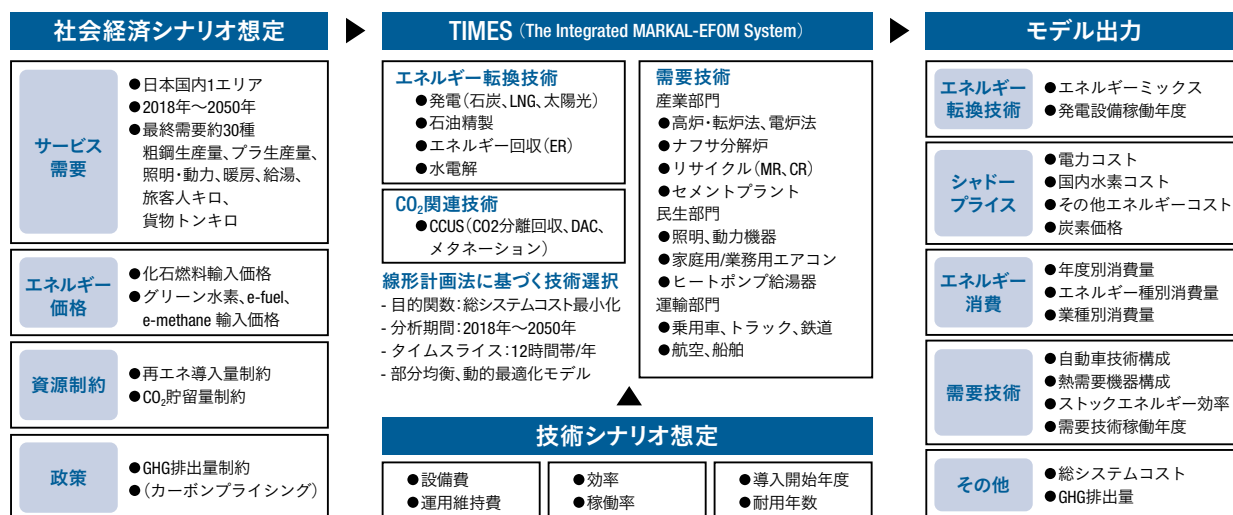 社会経済シナリオ想定
サービス
需要
●日本国内1エリア
●2018年~2050年
●最終需要約30種
粗鋼生産量、プラ生産量、
照明・動力、暖房、給湯、
旅客人キロ、
貨物トンキロ
エネルギー
価格
●化石燃料輸入価格
●グリーン水素、e-fuel、
e-methane 輸入価格
資源制約
●再エネ導入量制約
●CO₂貯留量制約
政策
●GHG排出量制約
●(カーボンプライシング)
TIMES (The Integrated MARKAL-EFOM System)
エネルギー転換技術
●発電(石炭、LNG、太陽光)
●石油精製
●エネルギー回収(ER)
●水電解
CO₂関連技術
●CCUS(CO2分離回収、DAC、
メタネーション)
線形計画法に基づく技術選択
- 目的関数:総システムコスト最小化
- 分析期間:2018年~2050年
- タイムスライス:12時間帯/年
- 部分均衡、動的最適化モデル
需要技術
産業部門
●高炉・転炉法、電炉法
●ナフサ分解炉
●リサイクル(MR、CR)
●セメントプラント
民生部門
●照明、動力機器
●家庭用/業務用エアコン
●ヒートポンプ給湯器
運輸部門
●乗用車、トラック、鉄道
●航空、船舶
技術シナリオ想定
●設備費
●運用維持費
●効率
●稼働率
●導入開始年度
●耐用年数
モデル出力
エネルギー
転換技術
●エネルギーミックス
●発電設備稼働年度
シャドー
プライス
●電力コスト
●国内水素コスト
●その他エネルギーコスト
●炭素価格
エネルギー
消費
●年度別消費量
●エネルギー種別消費量
●業種別消費量
需要技術
●自動車技術構成
●熱需要機器構成
●ストックエネルギー効率
●需要技術稼働年度
その他
●総システムコスト
●GHG排出量